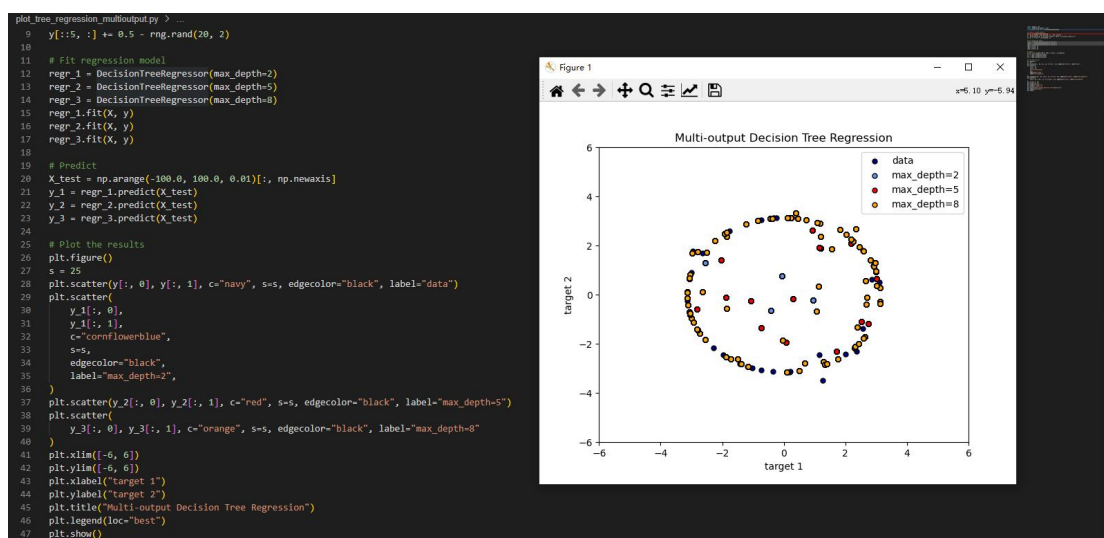 plot_tree_regression_multioutput.py > ...
9 y[::5, :] += 0.5 - rng.rand(20, 2)
10
11 # Fit regression model
12 regr_1 = DecisionTreeRegressor(max_depth=2)
13 regr_2 = DecisionTreeRegressor(max_depth=5)
14 regr_3 = DecisionTreeRegressor(max_depth=8)
15 regr_1.fit(X, y)
16 regr_2.fit(X, y)
17 regr_3.fit(X, y)
18
19 # Predict
20 X_test = np.arange(-100.0, 100.0, 0.01)[:, np.newaxis]
21 y_1 = regr_1.predict(X_test)
22 y_2 = regr_2.predict(X_test)
23 y_3 = regr_3.predict(X_test)
24
25 # Plot the results
26 plt.figure()
27 s = 25
28 plt.scatter(y[:, 0], y[:, 1], c="navy", s=s, edgecolor="black", label="data")
29 plt.scatter(
30 y_1[:, 0],
31 y_1[:, 1],
32 c="cornflowerblue",
33 s=s,
34 edgecolor="black",
35 label="max_depth=2",
36 )
37 plt.scatter(y_2[:, 0], y_2[:, 1], c="red", s=s, edgecolor="black", label="max_depth=5")
38 plt.scatter(
39 y_3[:, 0], y_3[:, 1], c="orange", s=s, edgecolor="black", label="max_depth=8"
40 )
41 plt.xlim([-6, 6])
42 plt.ylim([-6, 6])
43 plt.xlabel("target 1")
44 plt.ylabel("target 2")
45 plt.title("Multi-output Decision Tree Regression")
46 plt.legend(loc="best")
47 plt.show()
Figure 1
x=6.10 y=-5.94
Multi-output Decision Tree Regression
data
max_depth=2
max_depth=5
max_depth=8
6
4
2
0
−2
−4
−6
target 2
−6 −4 −2 0 2 4 6
target 1